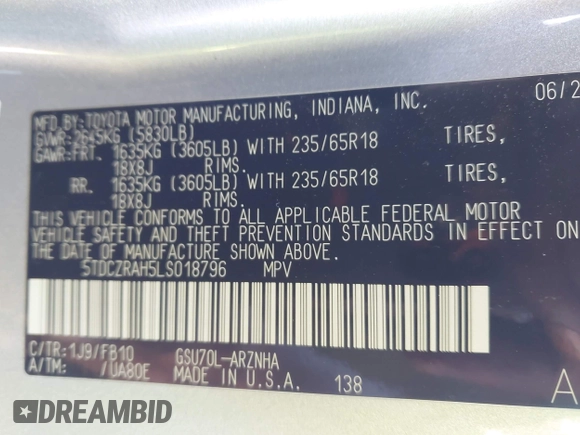 MFD.BY:TOYOTA MOTOR MANUFACTURING, INDIANA, INC. 06/2
GVWR:2645KG (5830LB)
GAWR:FRT. 1635KG (3605LB) WITH 235/65R18 TIRES,
18X8J RIMS.
RR. 1635KG (3605LB) WITH 235/65R18 TIRES,
18X8J RIMS.
THIS VEHICLE CONFORMS TO ALL APPLICABLE FEDERAL MOTOR
VEHICLE SAFETY AND THEFT PREVENTION STANDARDS IN EFFECT ON
THE DATE OF MANUFACTURE SHOWN ABOVE.
5TDCZRAH5LS018796 MPV
C/TR:1J9/FB10 GSU70L-ARZNHA
A/TM: /UA80E MADE IN U.S.A. 138 A
DREAMBID